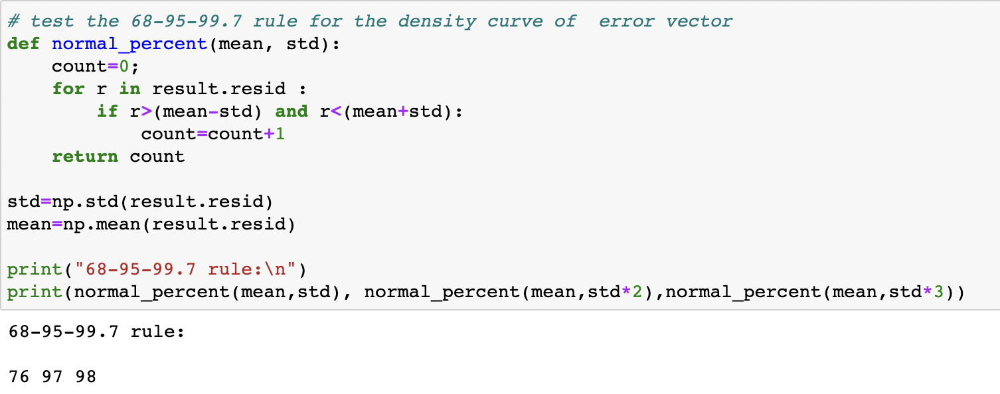 # test the 68-95-99.7 rule for the density curve of  error vector
def normal_percent(mean, std):
    count=0;
    for r in result.resid :
        if r>(mean-std) and r<(mean+std):
            count=count+1
    return count

std=np.std(result.resid)
mean=np.mean(result.resid)

print("68-95-99.7 rule:\n")
print(normal_percent(mean,std), normal_percent(mean,std*2),normal_percent(mean,std*3))
68-95-99.7 rule:

76 97 98